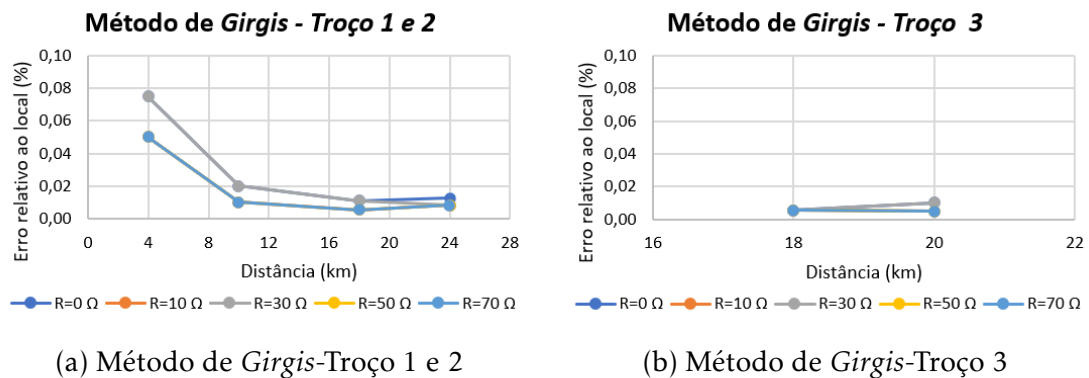 Método de Girgis - Troço 1 e 2
Erro relativo ao local (%)
0,10
0,08
0,06
0,04
0,02
0,00
0 4 8 12 16 20 24 28
Distância (km)
R=0 Ω R=10 Ω R=30 Ω R=50 Ω R=70 Ω
(a) Método de Girgis-Troço 1 e 2
Método de Girgis - Troço 3
Erro relativo ao local (%)
0,10
0,08
0,06
0,04
0,02
0,00
16 18 20 22
Distância (km)
R=0 Ω R=10 Ω R=30 Ω R=50 Ω R=70 Ω
(b) Método de Girgis-Troço 3